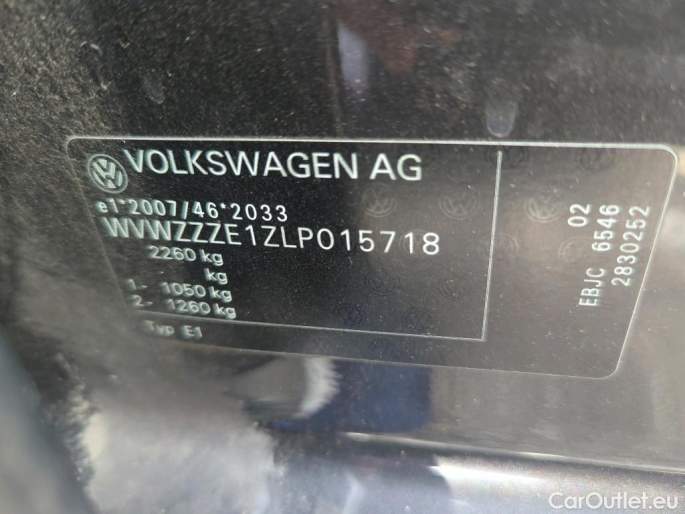 VOLKSWAGEN AG
e1*2007/46*2033
WVWZZZE1ZLP015718
2260 kg
kg
1- 1050 kg
2- 1260 kg
Typ E1
02
EBJC 6546
2830252
CarOutlet.eu